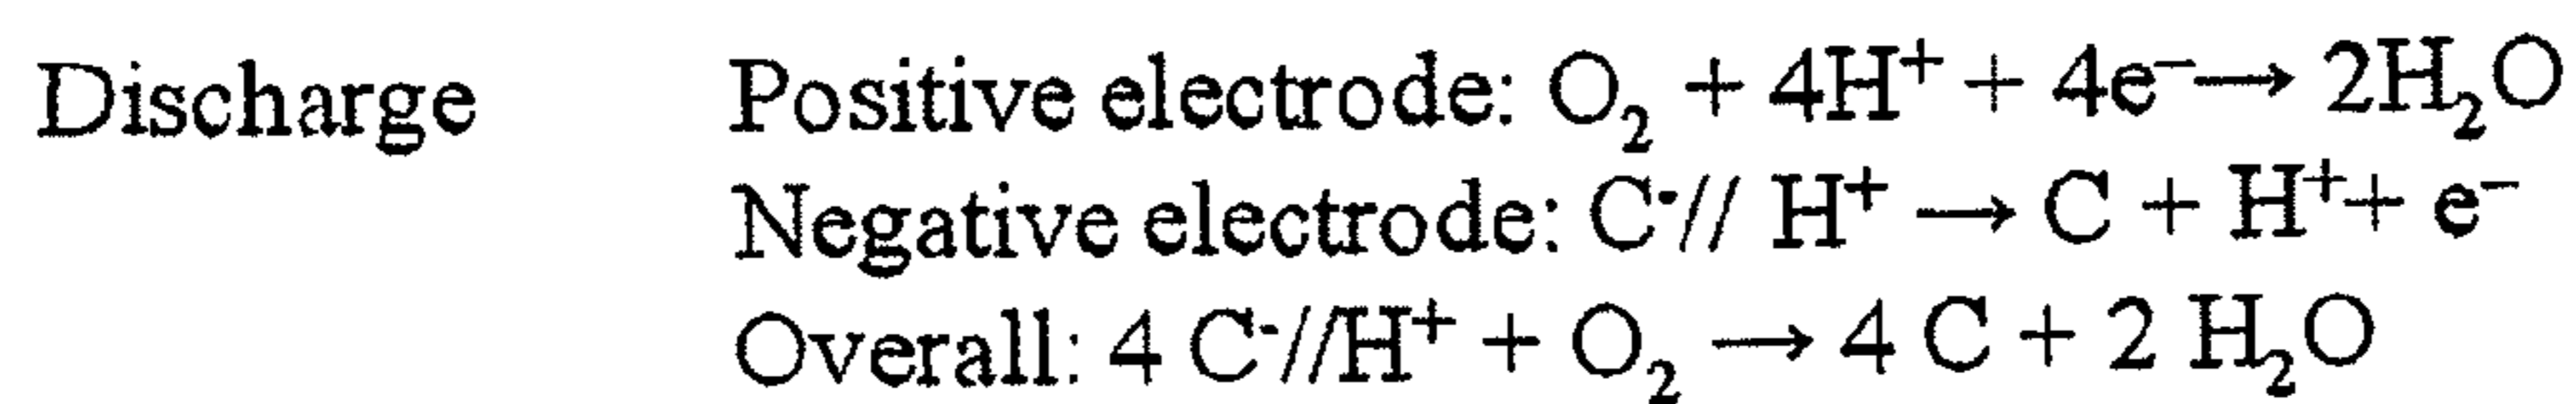 Discharge Positive electrode: O₂ + 4H⁺ + 4e⁻→ 2H₂O
Negative electrode: C⁻// H⁺ → C + H⁺+ e⁻
Overall: 4 C⁻//H⁺ + O₂ → 4 C + 2 H₂O